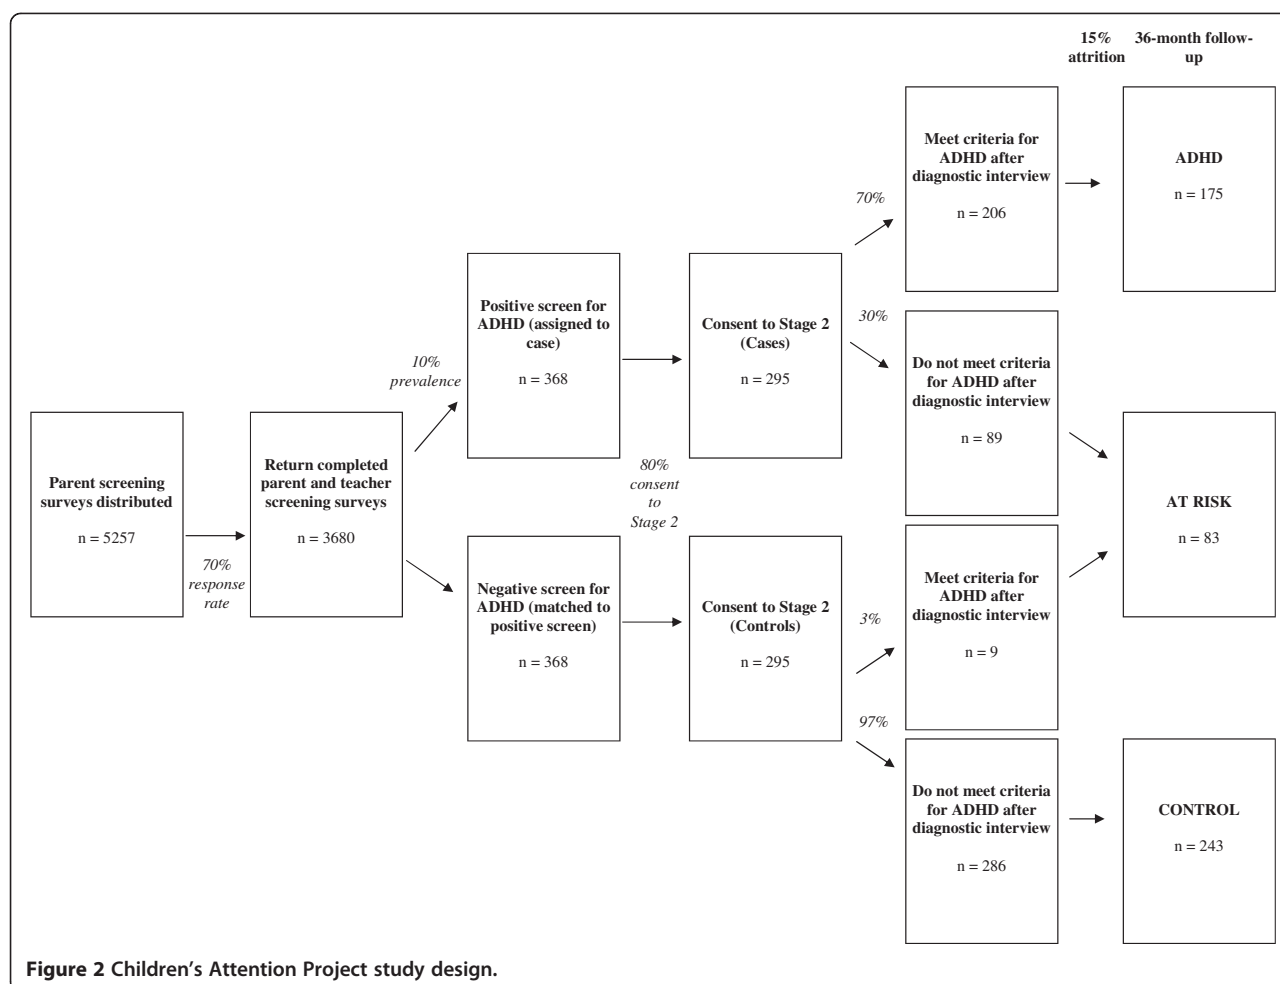 15%
attrition
36-month follow-
up
Parent screening
surveys distributed
n = 5257
70%
response
rate
Return completed
parent and teacher
screening surveys
n = 3680
10%
prevalence
Positive screen for
ADHD (assigned to
case)
n = 368
Negative screen for
ADHD (matched to
positive screen)
n = 368
80%
consent
to
Stage 2
Consent to Stage 2
(Cases)
n = 295
Consent to Stage 2
(Controls)
n = 295
70%
30%
3%
97%
Meet criteria for
ADHD after
diagnostic interview
n = 206
Do not meet criteria
for ADHD after
diagnostic interview
n = 89
Meet criteria for
ADHD after
diagnostic interview
n = 9
Do not meet criteria
for ADHD after
diagnostic interview
n = 286
ADHD
n = 175
AT RISK
n = 83
CONTROL
n = 243
Figure 2 Children's Attention Project study design.